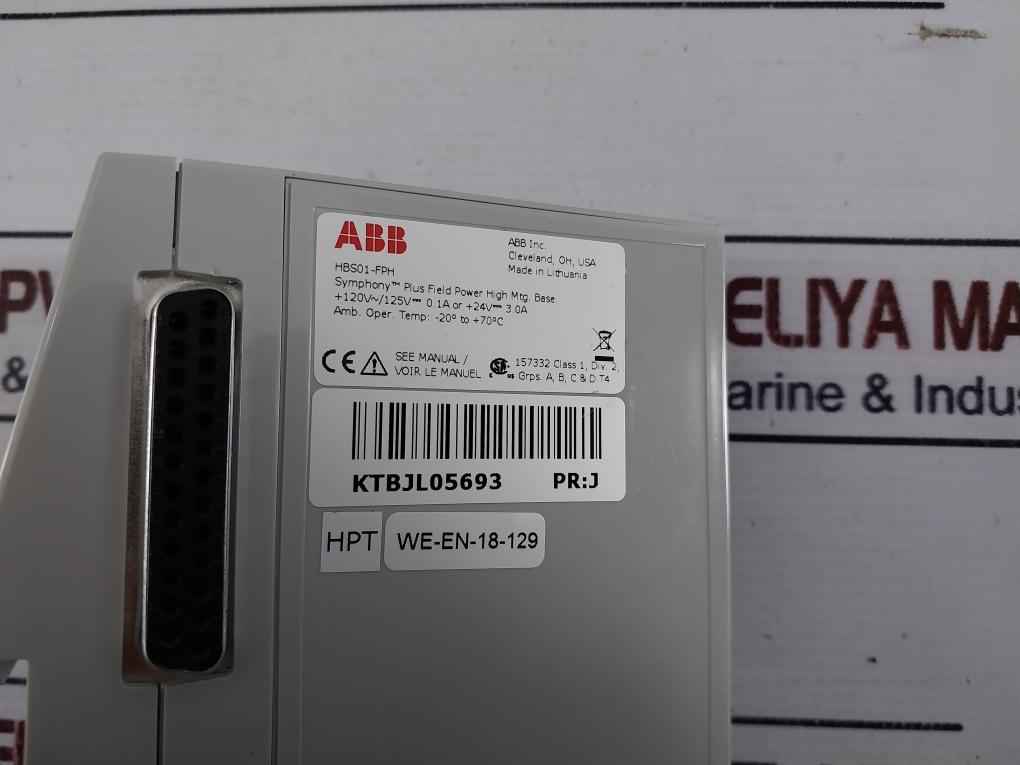 ABB
ABB Inc.
Cleveland, OH, USA
Made in Lithuania
HBS01-FPH
Symphony™ Plus Field Power High Mtg. Base
+120V~/125V⎓ 0.1A or +24V⎓ 3.0A
Amb. Oper. Temp: -20° to +70°C
CE
SEE MANUAL /
VOIR LE MANUEL
157332 Class 1, Div. 2,
Grps. A, B, C & D T4
KTBJL05693 PR:J
HPT WE-EN-18-129
ELIYA MA
arine & Indus
&